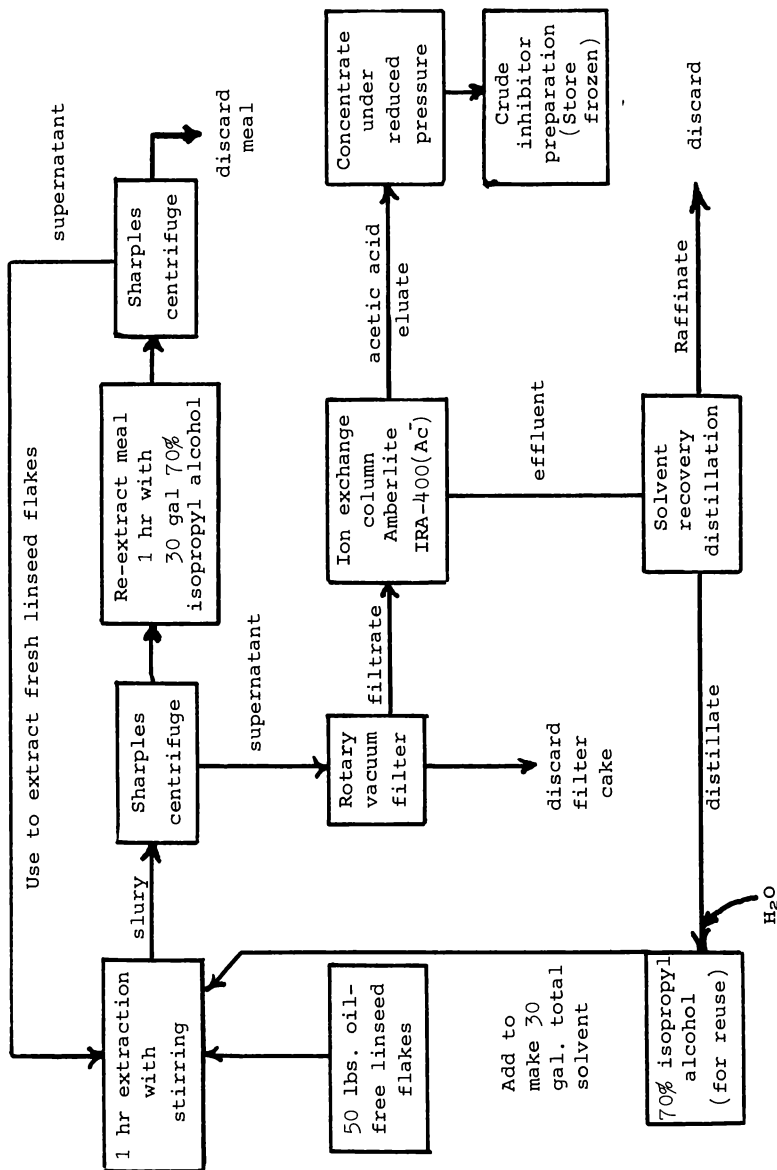 Use to extract fresh linseed flakes
supernatant
1 hr extraction
with
stirring
slury
Sharples
centrifuge
Re-extract meal
1 hr with
30 gal 70%
isopropyl alcohol
Sharples
centrifuge
discard
meal
50 lbs. oil-
free linseed
flakes
supernatant
Rotary
vacuum
filter
filtrate
Ion exchange
column
Amberlite
IRA-400(Ac⁻)
acetic acid
eluate
Concentrate
under
reduced
pressure
Crude
inhibitor
preparation
(Store
frozen)
discard
filter
cake
effluent
Add to
make 30
gal. total
solvent
70% isopropyl
alcohol
(for reuse)
H₂O
distillate
Solvent
recovery
distillation
Raffinate
discard